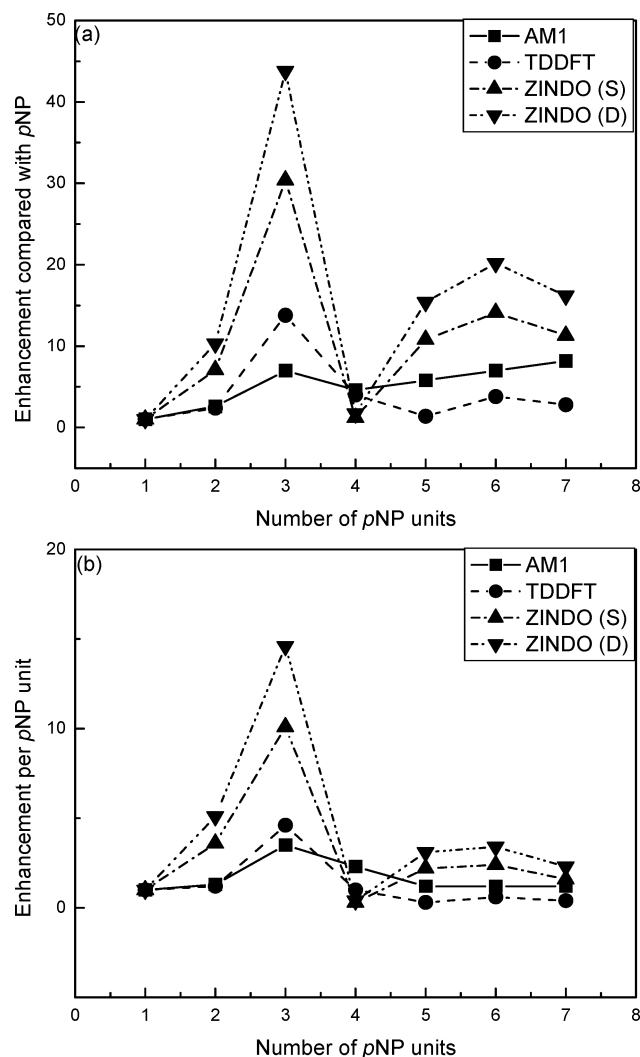 (a)
AM1
TDDFT
ZINDO (S)
ZINDO (D)
Enhancement compared with pNP
50
40
30
20
10
0
0 1 2 3 4 5 6 7 8
Number of pNP units
(b)
AM1
TDDFT
ZINDO (S)
ZINDO (D)
Enhancement per pNP unit
20
10
0
0 1 2 3 4 5 6 7 8
Number of pNP units